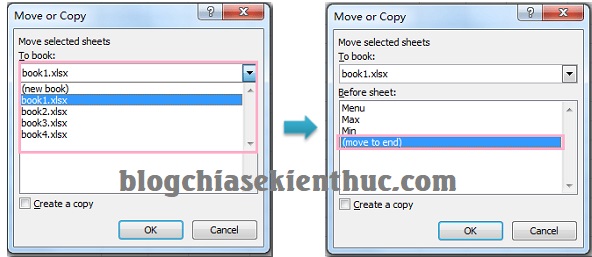 Move or Copy
Move selected sheets
To book:
book1.xlsx
(new book)
book1.xlsx
book2.xlsx
book3.xlsx
book4.xlsx
Create a copy
OK Cancel
Move or Copy
Move selected sheets
To book:
book1.xlsx
Before sheet:
Menu
Max
Min
(move to end)
Create a copy
OK Cancel
blogchiasekienthuc.com